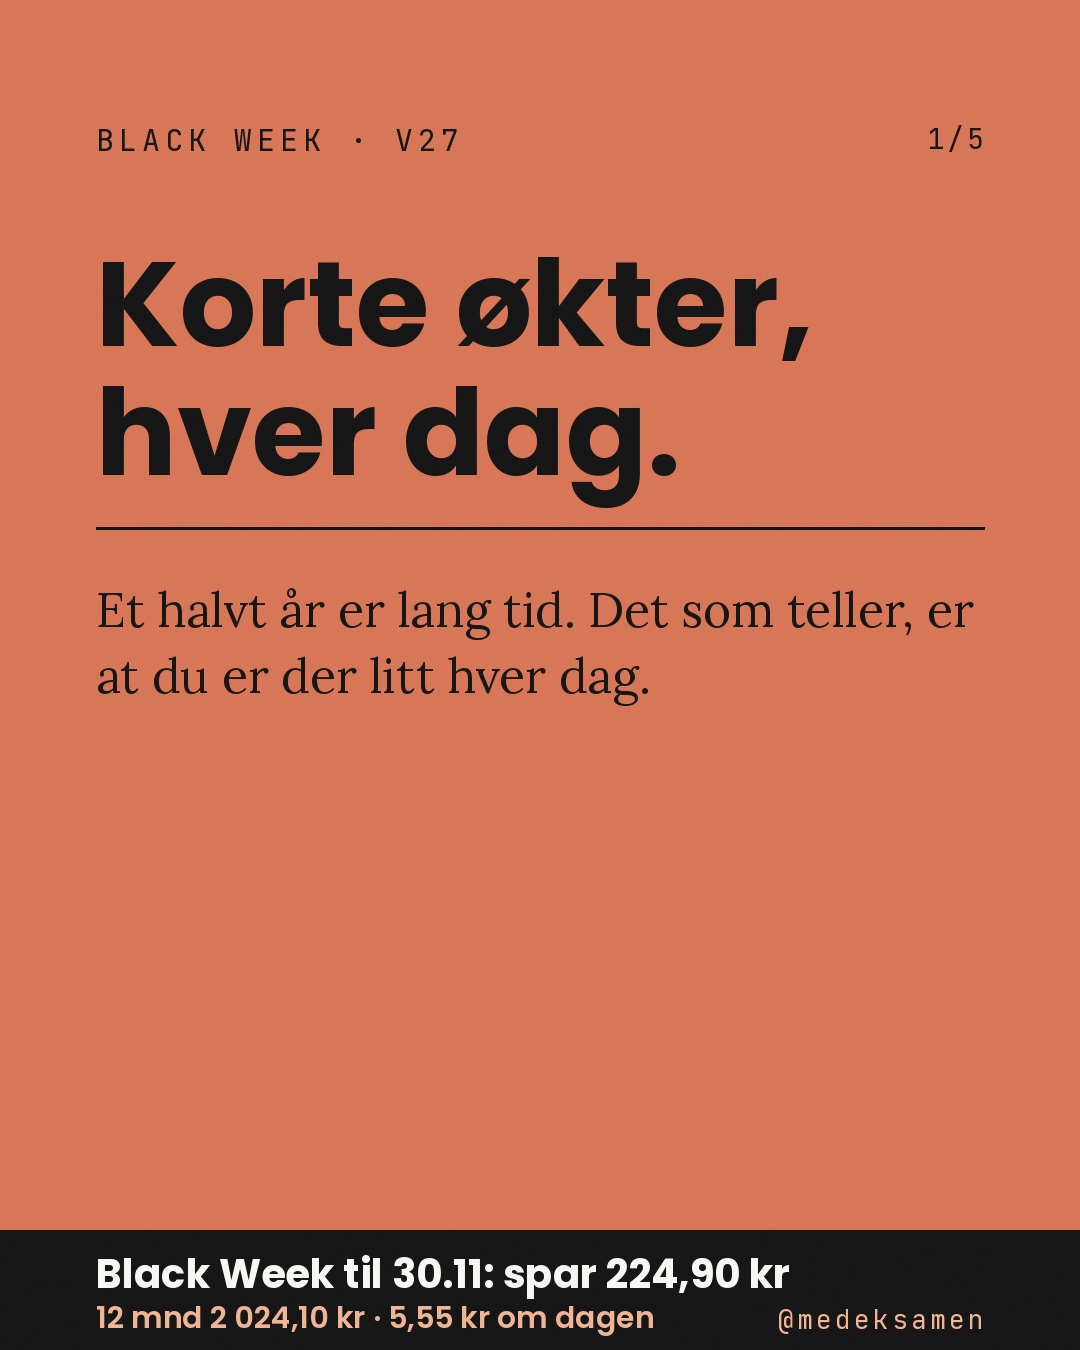 BLACK WEEK · V27
1/5
Korte økter,
hver dag.
Et halvt år er lang tid. Det som teller, er
at du er der litt hver dag.
Black Week til 30.11: spar 224,90 kr
12 mnd 2 024,10 kr · 5,55 kr om dagen
@medeksamen